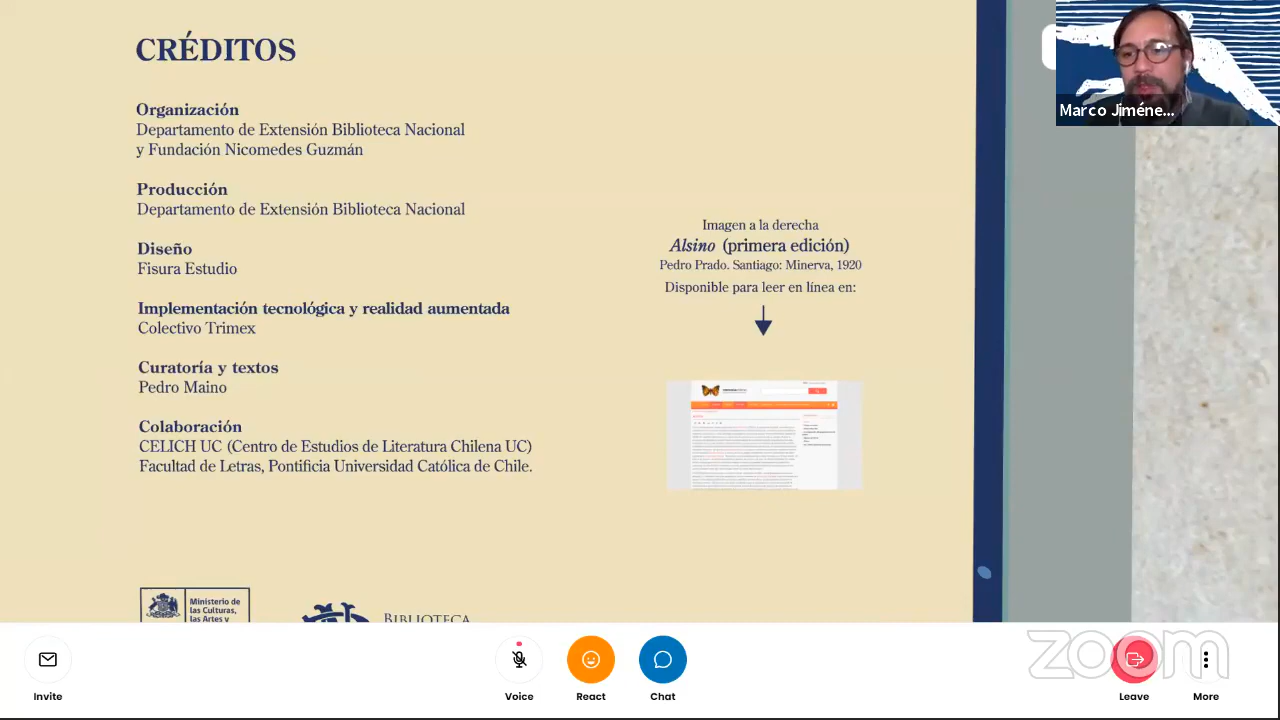 CRÉDITOS
Organización
Departamento de Extensión Biblioteca Nacional
y Fundación Nicomedes Guzmán
Producción
Departamento de Extensión Biblioteca Nacional
Diseño
Fisura Estudio
Implementación tecnológica y realidad aumentada
Colectivo Trimex
Curatoría y textos
Pedro Maino
Colaboración
CELICH UC (Centro de Estudios de Literatura Chilena UC)
Facultad de Letras, Pontificia Universidad Católica de Chile.
Imagen a la derecha
Alsino (primera edición)
Pedro Prado. Santiago: Minerva, 1920
Disponible para leer en línea en:
Ministerio de
las Culturas,
las Artes y
BIBLIOTECA
Marco Jiméne...
Invite
Voice
React
Chat
zoom
Leave
More